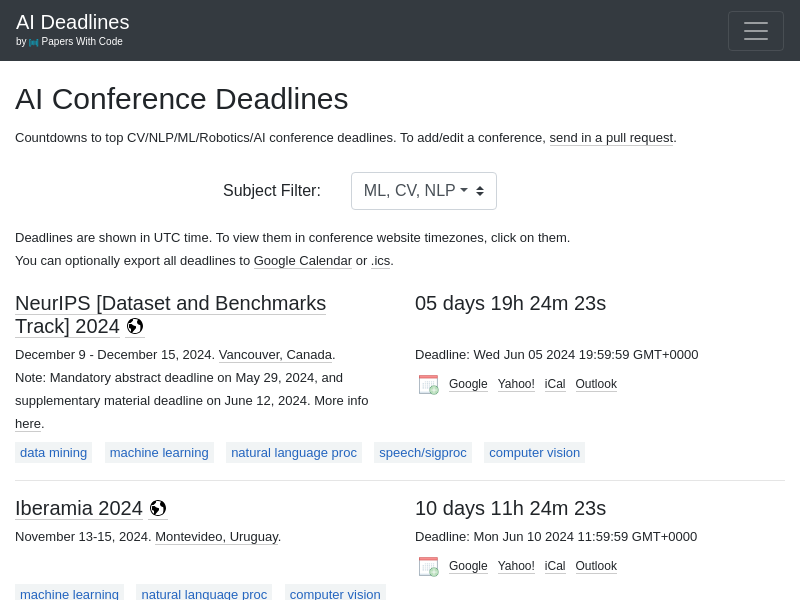 AI Deadlines
by Papers With Code
AI Conference Deadlines
Countdowns to top CV/NLP/ML/Robotics/AI conference deadlines. To add/edit a conference, send in a pull request.
Subject Filter: ML, CV, NLP
Deadlines are shown in UTC time. To view them in conference website timezones, click on them.
You can optionally export all deadlines to Google Calendar or .ics.
NeurIPS [Dataset and Benchmarks
Track] 2024
05 days 19h 24m 23s
December 9 - December 15, 2024. Vancouver, Canada.
Note: Mandatory abstract deadline on May 29, 2024, and
supplementary material deadline on June 12, 2024. More info
here.
Deadline: Wed Jun 05 2024 19:59:59 GMT+0000
Google Yahoo! iCal Outlook
data mining machine learning natural language proc speech/sigproc computer vision
Iberamia 2024
10 days 11h 24m 23s
November 13-15, 2024. Montevideo, Uruguay.
Deadline: Mon Jun 10 2024 11:59:59 GMT+0000
Google Yahoo! iCal Outlook
machine learning natural language proc computer vision